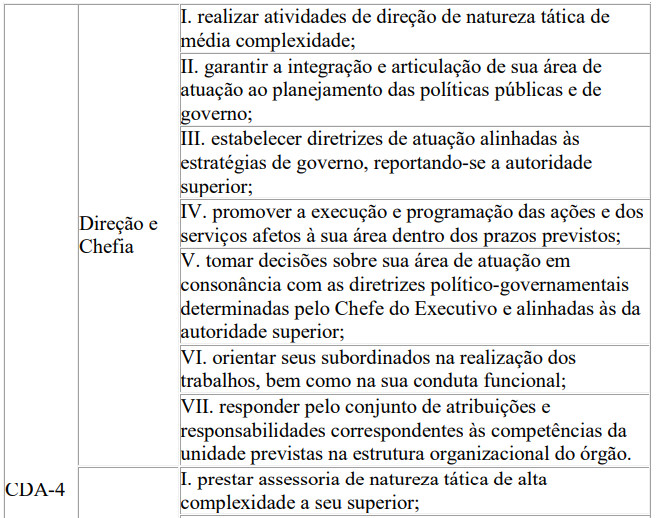 I. realizar atividades de direção de natureza tática de
média complexidade;
II. garantir a integração e articulação de sua área de
atuação ao planejamento das políticas públicas e de
governo;
III. estabelecer diretrizes de atuação alinhadas às
estratégias de governo, reportando-se a autoridade
superior;
Direção e
Chefia
IV. promover a execução e programação das ações e dos
serviços afetos à sua área dentro dos prazos previstos;
V. tomar decisões sobre sua área de atuação em
consonância com as diretrizes político-governamentais
determinadas pelo Chefe do Executivo e alinhadas às da
autoridade superior;
VI. orientar seus subordinados na realização dos
trabalhos, bem como na sua conduta funcional;
VII. responder pelo conjunto de atribuições e
responsabilidades correspondentes às competências da
unidade previstas na estrutura organizacional do órgão.
CDA-4
I. prestar assessoria de natureza tática de alta
complexidade a seu superior;